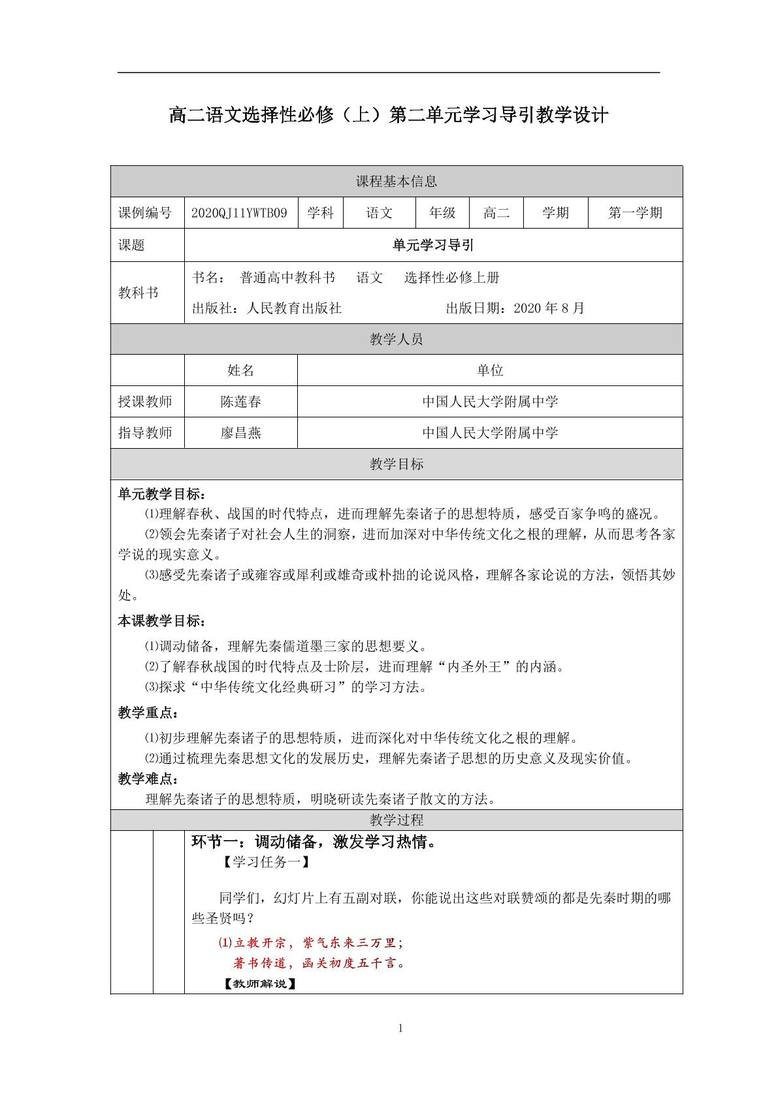 高二语文选择性必修（上）第二单元学习导引教学设计
课程基本信息
课例编号 2020QJ11YWTB09 学科 语文 年级 高二 学期 第一学期
课题 单元学习导引
教科书 书名： 普通高中教科书 语文 选择性必修上册
出版社：人民教育出版社 出版日期：2020 年 8 月
教学人员
姓名 单位
授课教师 陈莲春 中国人民大学附属中学
指导教师 廖昌燕 中国人民大学附属中学
教学目标
单元教学目标：
⑴理解春秋、战国的时代特点，进而理解先秦诸子的思想特质，感受百家争鸣的盛况。
⑵领会先秦诸子对社会人生的洞察，进而加深对中华传统文化之根的理解，从而思考各家
学说的现实意义。
⑶感受先秦诸子或雍容或犀利或雄奇或朴拙的论说风格，理解各家论说的方法，领悟其妙
处。
本课教学目标：
⑴调动储备，理解先秦儒道墨三家的思想要义。
⑵了解春秋战国的时代特点及士阶层，进而理解“内圣外王”的内涵。
⑶探求“中华传统文化经典研习”的学习方法。
教学重点：
⑴初步理解先秦诸子的思想特质，进而深化对中华传统文化之根的理解。
⑵通过梳理先秦思想文化的发展历史，理解先秦诸子思想的历史意义及现实价值。
教学难点：
理解先秦诸子的思想特质，明晓研读先秦诸子散文的方法。
教学过程
环节一：调动储备，激发学习热情。
【学习任务一】
同学们，幻灯片上有五副对联，你能说出这些对联赞颂的都是先秦时期的哪
些圣贤吗？
⑴立教开宗，紫气东来三万里；
著书传道，函关初度五千言。
【教师解说】
1